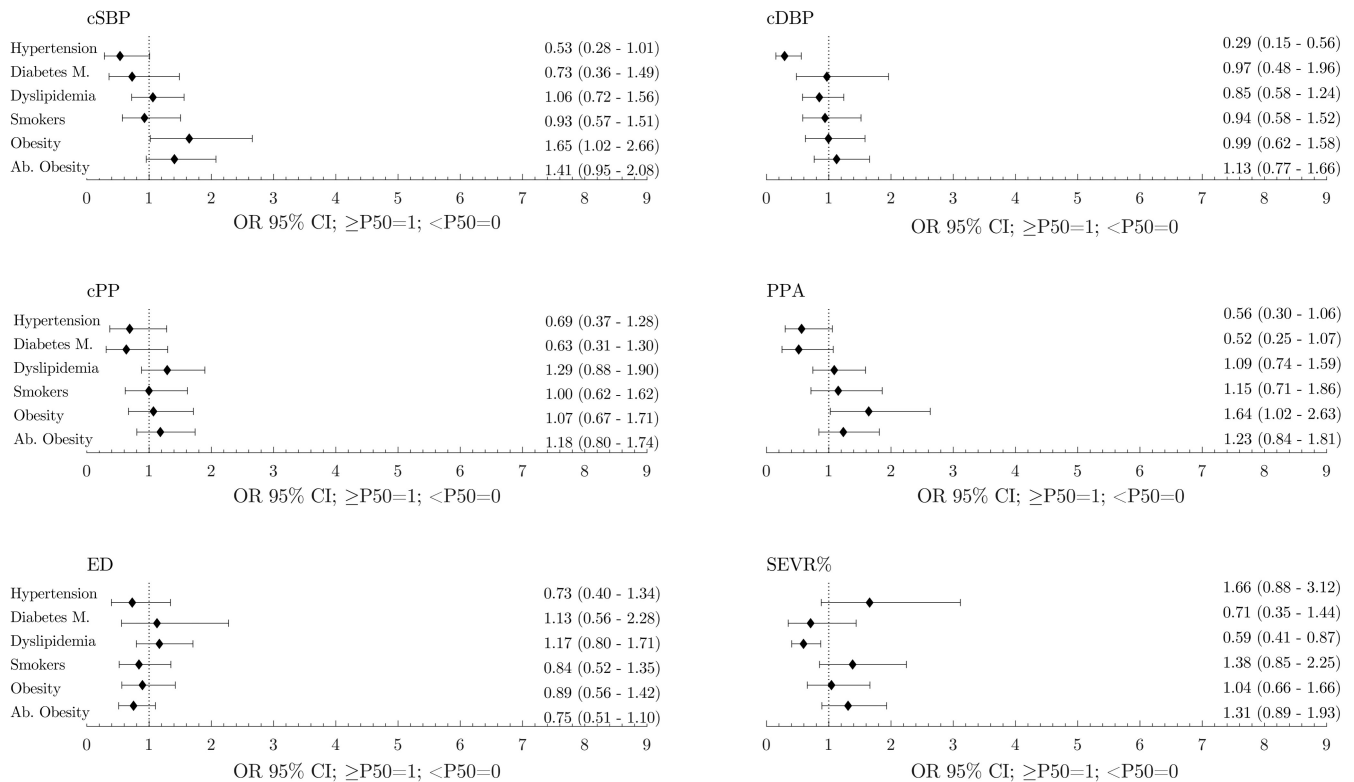 cSBP
Hypertension 0.53 (0.28 - 1.01)
Diabetes M. 0.73 (0.36 - 1.49)
Dyslipidemia 1.06 (0.72 - 1.56)
Smokers 0.93 (0.57 - 1.51)
Obesity 1.65 (1.02 - 2.66)
Ab. Obesity 1.41 (0.95 - 2.08)
0 1 2 3 4 5 6 7 8 9
OR 95% CI; ≥P50=1; <P50=0
cDBP
0.29 (0.15 - 0.56)
0.97 (0.48 - 1.96)
0.85 (0.58 - 1.24)
0.94 (0.58 - 1.52)
0.99 (0.62 - 1.58)
1.13 (0.77 - 1.66)
0 1 2 3 4 5 6 7 8 9
OR 95% CI; ≥P50=1; <P50=0
cPP
Hypertension 0.69 (0.37 - 1.28)
Diabetes M. 0.63 (0.31 - 1.30)
Dyslipidemia 1.29 (0.88 - 1.90)
Smokers 1.00 (0.62 - 1.62)
Obesity 1.07 (0.67 - 1.71)
Ab. Obesity 1.18 (0.80 - 1.74)
0 1 2 3 4 5 6 7 8 9
OR 95% CI; ≥P50=1; <P50=0
PPA
0.56 (0.30 - 1.06)
0.52 (0.25 - 1.07)
1.09 (0.74 - 1.59)
1.15 (0.71 - 1.86)
1.64 (1.02 - 2.63)
1.23 (0.84 - 1.81)
0 1 2 3 4 5 6 7 8 9
OR 95% CI; ≥P50=1; <P50=0
ED
Hypertension 0.73 (0.40 - 1.34)
Diabetes M. 1.13 (0.56 - 2.28)
Dyslipidemia 1.17 (0.80 - 1.71)
Smokers 0.84 (0.52 - 1.35)
Obesity 0.89 (0.56 - 1.42)
Ab. Obesity 0.75 (0.51 - 1.10)
0 1 2 3 4 5 6 7 8 9
OR 95% CI; ≥P50=1; <P50=0
SEVR%
1.66 (0.88 - 3.12)
0.71 (0.35 - 1.44)
0.59 (0.41 - 0.87)
1.38 (0.85 - 2.25)
1.04 (0.66 - 1.66)
1.31 (0.89 - 1.93)
0 1 2 3 4 5 6 7 8 9
OR 95% CI; ≥P50=1; <P50=0